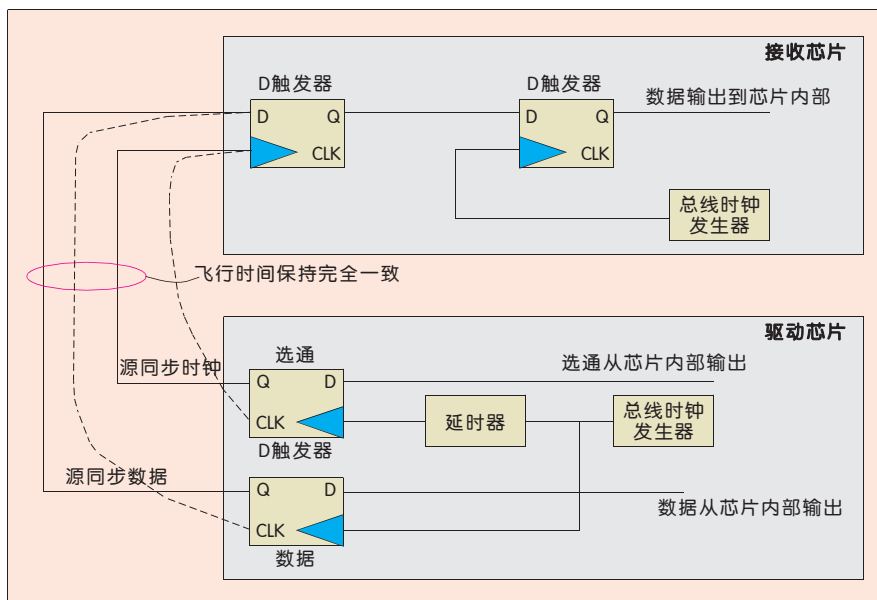 接收芯片
D触发器
D触发器
D
Q
CLK
D
Q
CLK
数据输出到芯片内部
总线时钟
发生器
飞行时间保持完全一致
驱动芯片
选通
选通从芯片内部输出
源同步时钟
Q
D
CLK
D触发器
延时器
总线时钟
发生器
源同步数据
Q
D
CLK
数据
数据从芯片内部输出